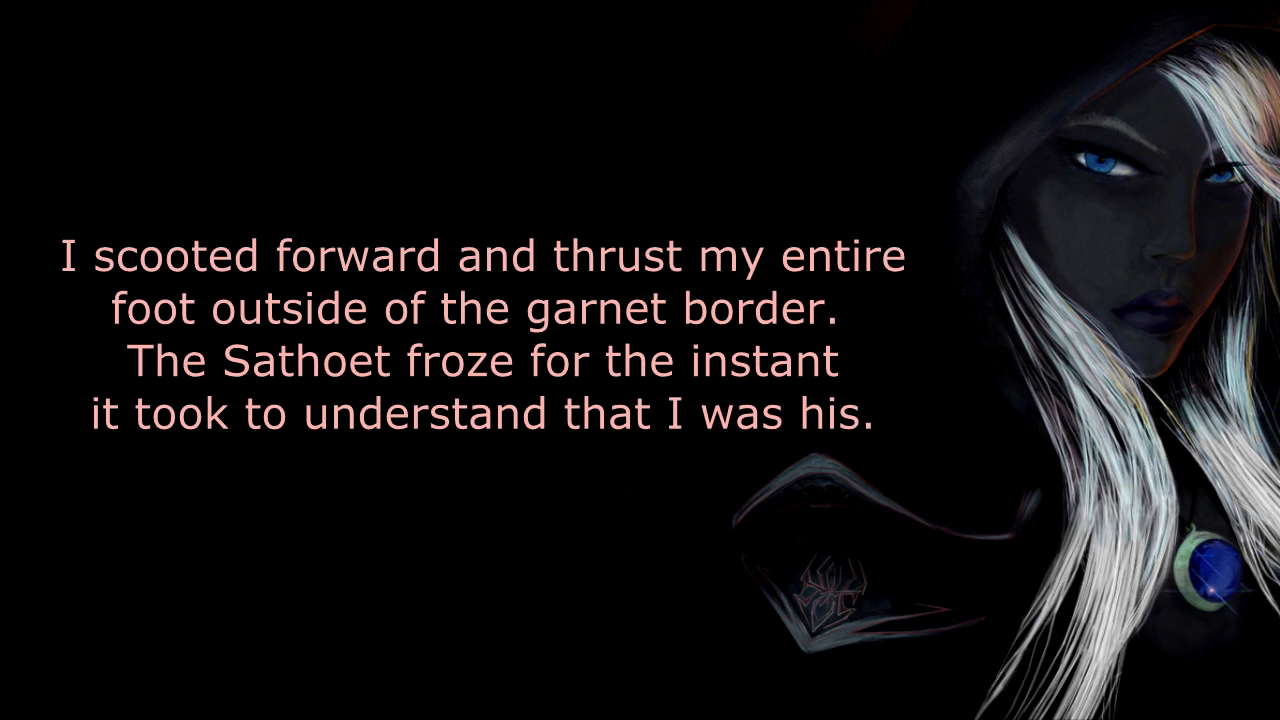 I scooted forward and thrust my entire
foot outside of the garnet border.
The Sathoet froze for the instant
it took to understand that I was his.